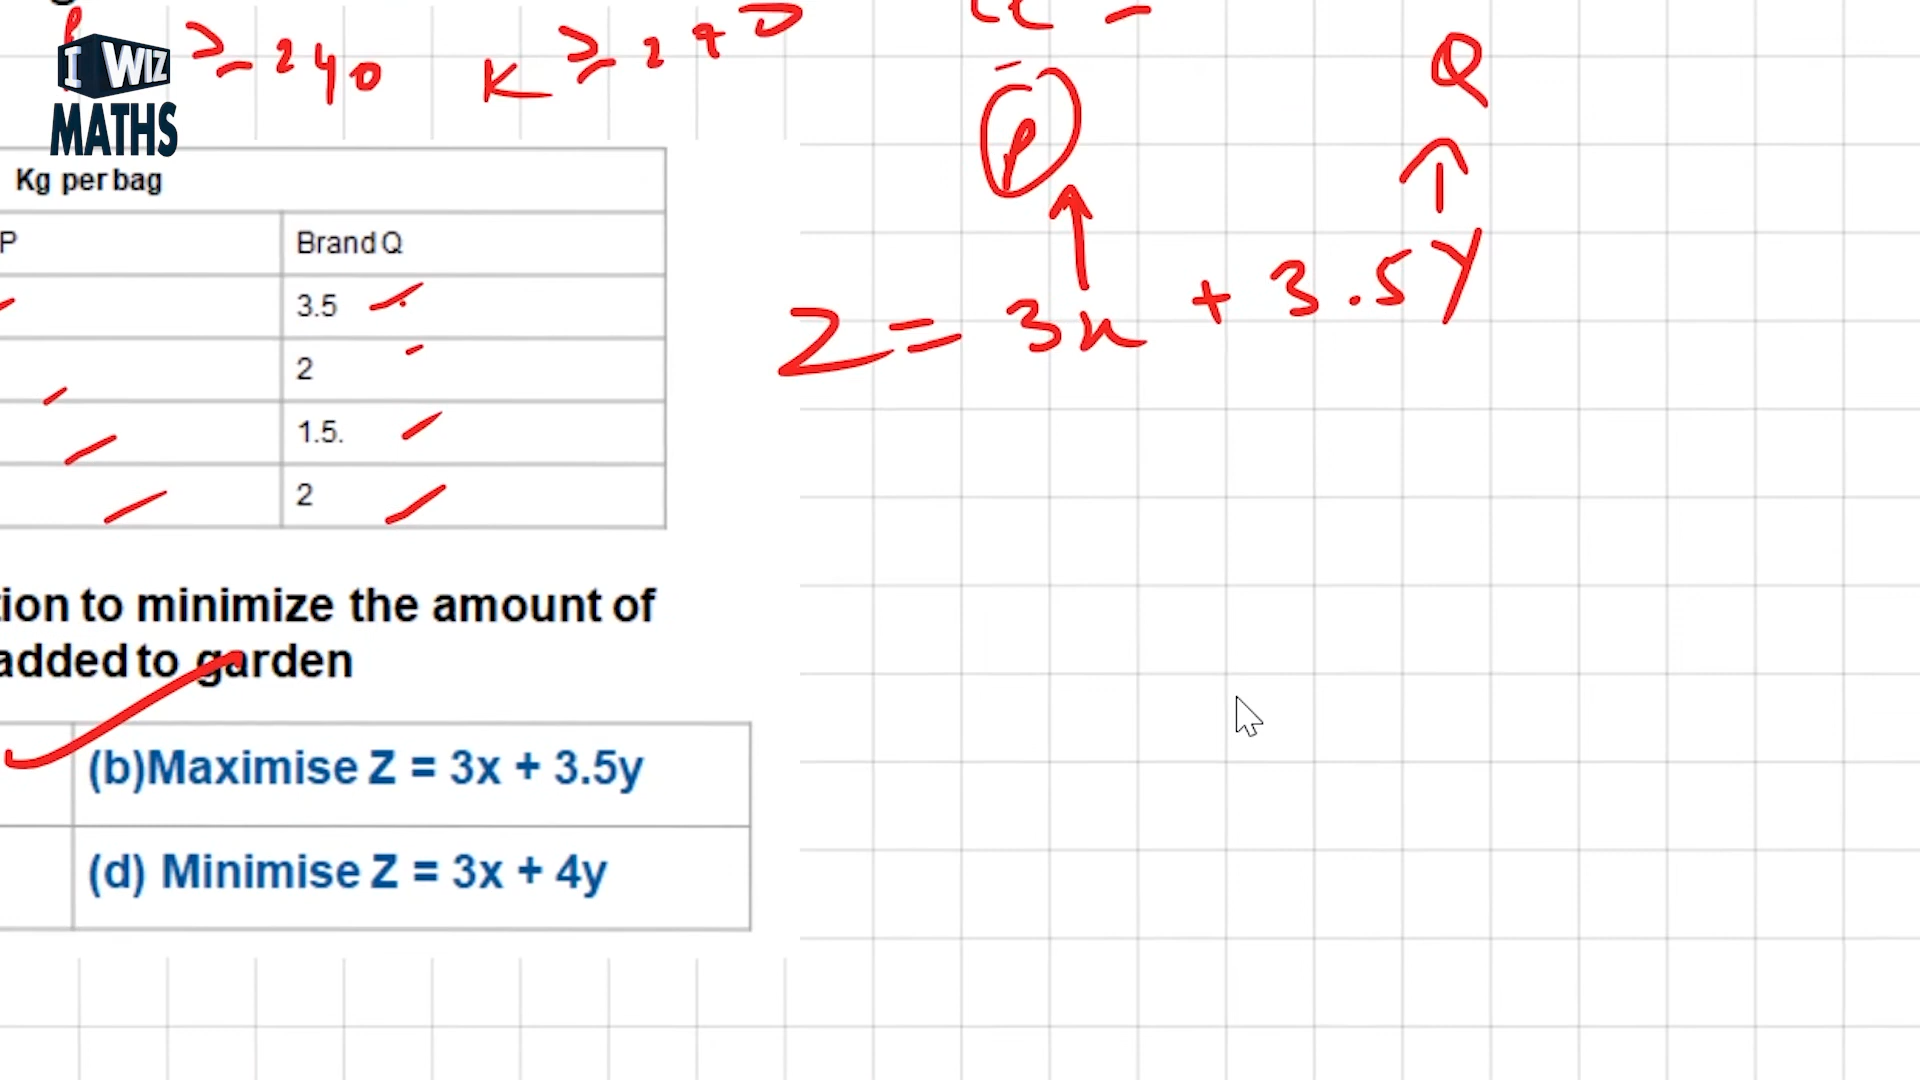 ≥ 240 K ≥ 270
I WIZ
MATHS
Kg per bag
P Brand Q
3.5
2
1.5.
2
P Q
Z = 3x + 3.5y
tion to minimize the amount of
added to garden
(b)Maximise Z = 3x + 3.5y
(d) Minimise Z = 3x + 4y